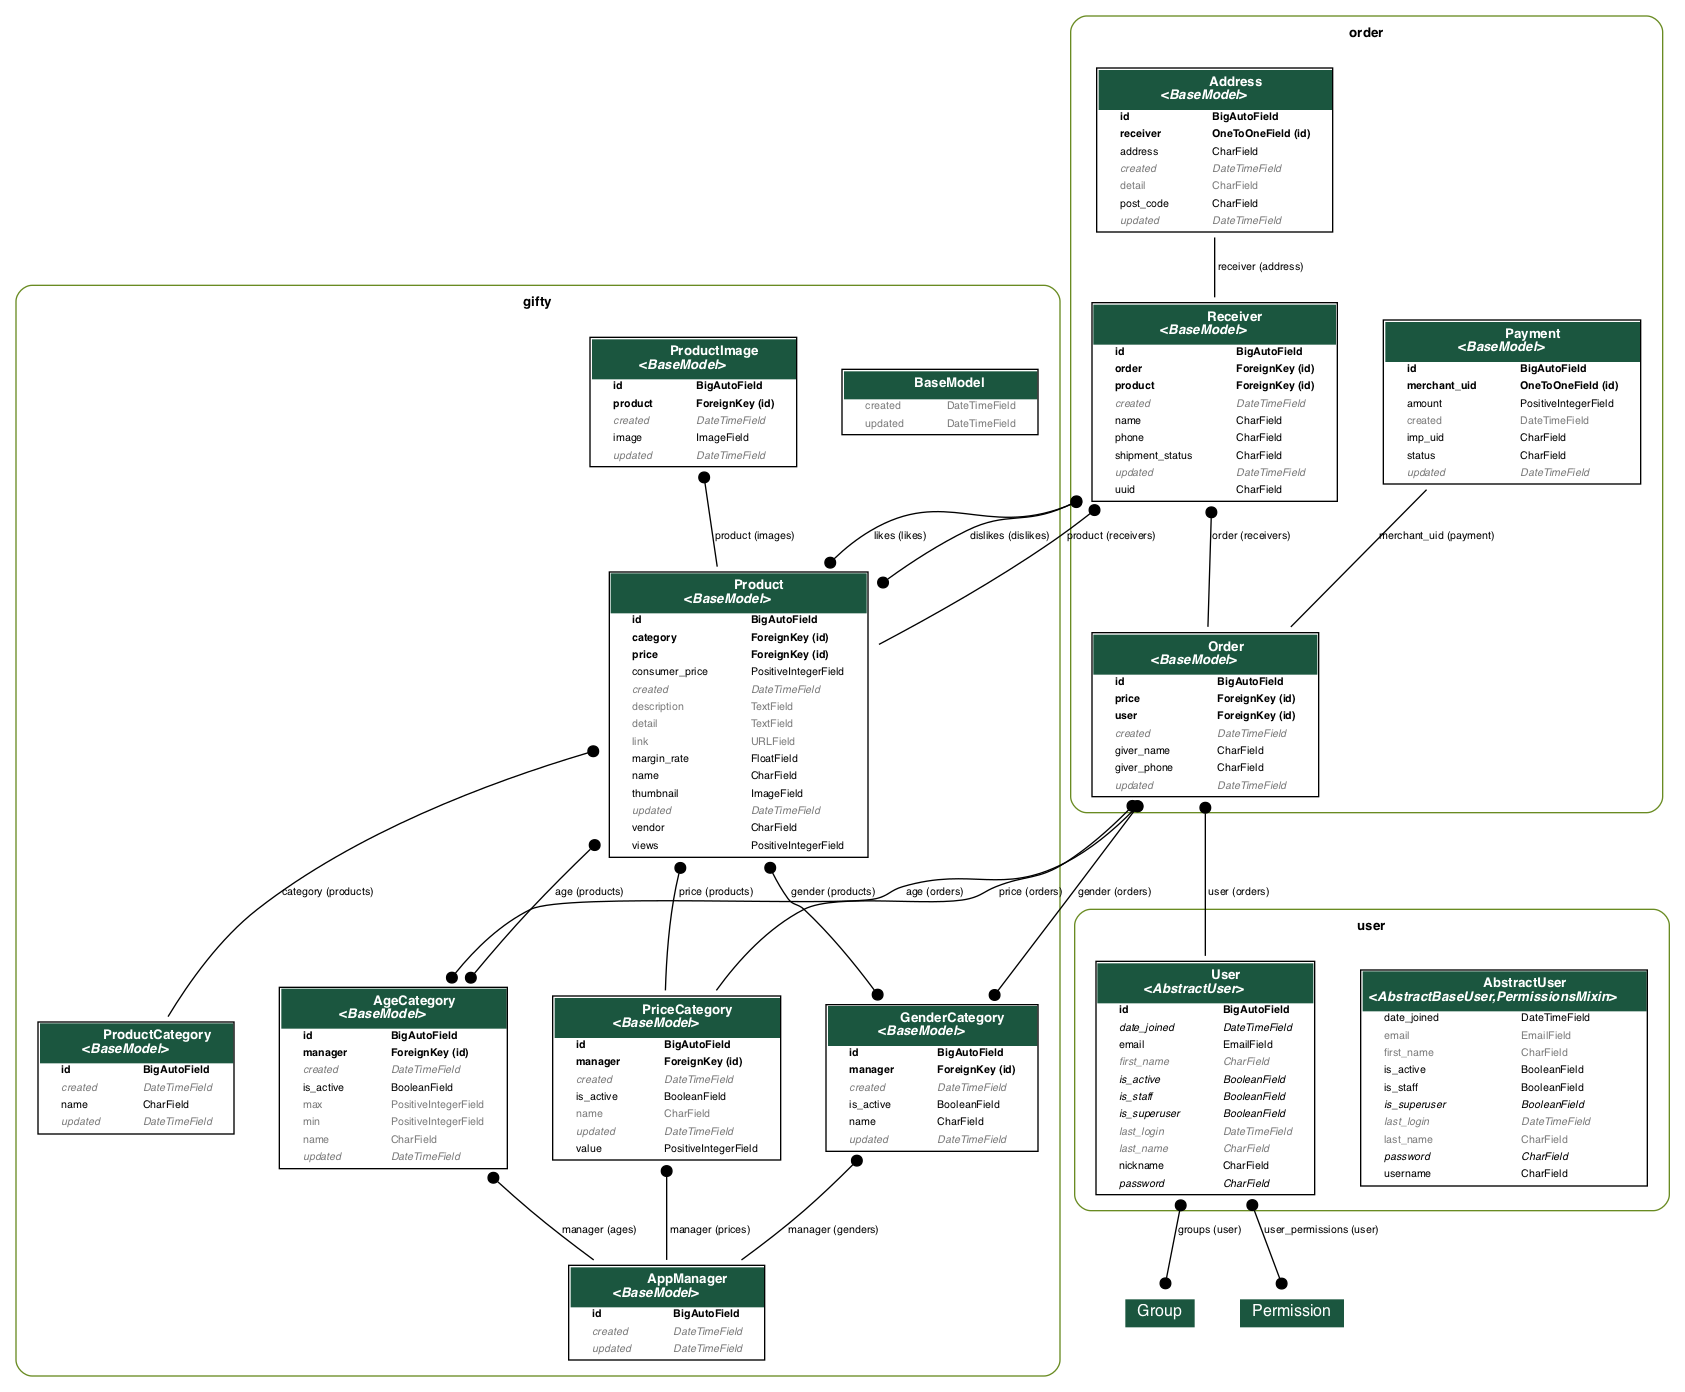 order
Address
<BaseModel>
id BigAutoField
receiver OneToOneField (id)
address CharField
created DateTimeField
detail CharField
post_code CharField
updated DateTimeField
receiver (address)
Receiver
<BaseModel>
id BigAutoField
order ForeignKey (id)
product ForeignKey (id)
created DateTimeField
name CharField
phone CharField
shipment_status CharField
updated DateTimeField
uuid CharField
Payment
<BaseModel>
id BigAutoField
merchant_uid OneToOneField (id)
amount PositiveIntegerField
created DateTimeField
imp_uid CharField
status CharField
updated DateTimeField
gifty
ProductImage
<BaseModel>
id BigAutoField
product ForeignKey (id)
created DateTimeField
image ImageField
updated DateTimeField
BaseModel
created DateTimeField
updated DateTimeField
product (images)
likes (likes)
dislikes (dislikes)
product (receivers)
order (receivers)
merchant_uid (payment)
Product
<BaseModel>
id BigAutoField
category ForeignKey (id)
price ForeignKey (id)
consumer_price PositiveIntegerField
created DateTimeField
description TextField
detail TextField
link URLField
margin_rate FloatField
name CharField
thumbnail ImageField
updated DateTimeField
vendor CharField
views PositiveIntegerField
Order
<BaseModel>
id BigAutoField
price ForeignKey (id)
user ForeignKey (id)
created DateTimeField
giver_name CharField
giver_phone CharField
updated DateTimeField
category (products)
age (products)
price (products)
gender (products)
age (orders)
price (orders)
gender (orders)
user (orders)
ProductCategory
<BaseModel>
id BigAutoField
created DateTimeField
name CharField
updated DateTimeField
AgeCategory
<BaseModel>
id BigAutoField
manager ForeignKey (id)
created DateTimeField
is_active BooleanField
max PositiveIntegerField
min PositiveIntegerField
name CharField
updated DateTimeField
PriceCategory
<BaseModel>
id BigAutoField
manager ForeignKey (id)
created DateTimeField
is_active BooleanField
name CharField
updated DateTimeField
value PositiveIntegerField
GenderCategory
<BaseModel>
id BigAutoField
manager ForeignKey (id)
created DateTimeField
is_active BooleanField
name CharField
updated DateTimeField
user
User
<AbstractUser>
id BigAutoField
date_joined DateTimeField
email EmailField
first_name CharField
is_active BooleanField
is_staff BooleanField
is_superuser BooleanField
last_login DateTimeField
last_name CharField
nickname CharField
password CharField
AbstractUser
<AbstractBaseUser,PermissionsMixin>
date_joined DateTimeField
email EmailField
first_name CharField
is_active BooleanField
is_staff BooleanField
is_superuser BooleanField
last_login DateTimeField
last_name CharField
password CharField
username CharField
manager (ages)
manager (prices)
manager (genders)
groups (user)
user_permissions (user)
AppManager
<BaseModel>
id BigAutoField
created DateTimeField
updated DateTimeField
Group
Permission